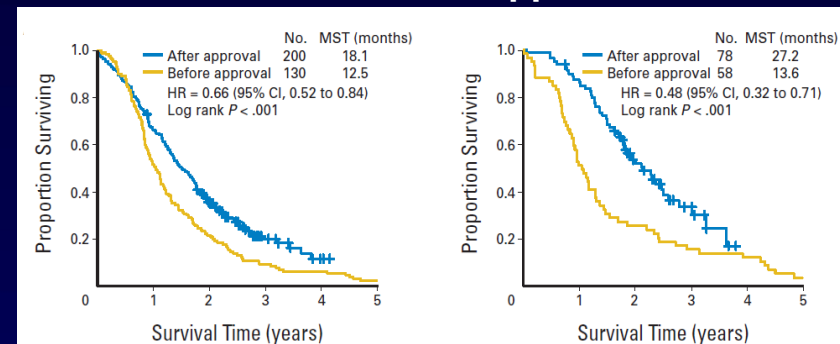 No. MST (months)
After approval 200 18.1
Before approval 130 12.5
HR = 0.66 (95% CI, 0.52 to 0.84)
Log rank P < .001
Proportion Surviving
1.0
0.8
0.6
0.4
0.2
0 1 2 3 4 5
Survival Time (years)
No. MST (months)
After approval 78 27.2
Before approval 58 13.6
HR = 0.48 (95% CI, 0.32 to 0.71)
Log rank P < .001
Proportion Surviving
1.0
0.8
0.6
0.4
0.2
0 1 2 3 4 5
Survival Time (years)